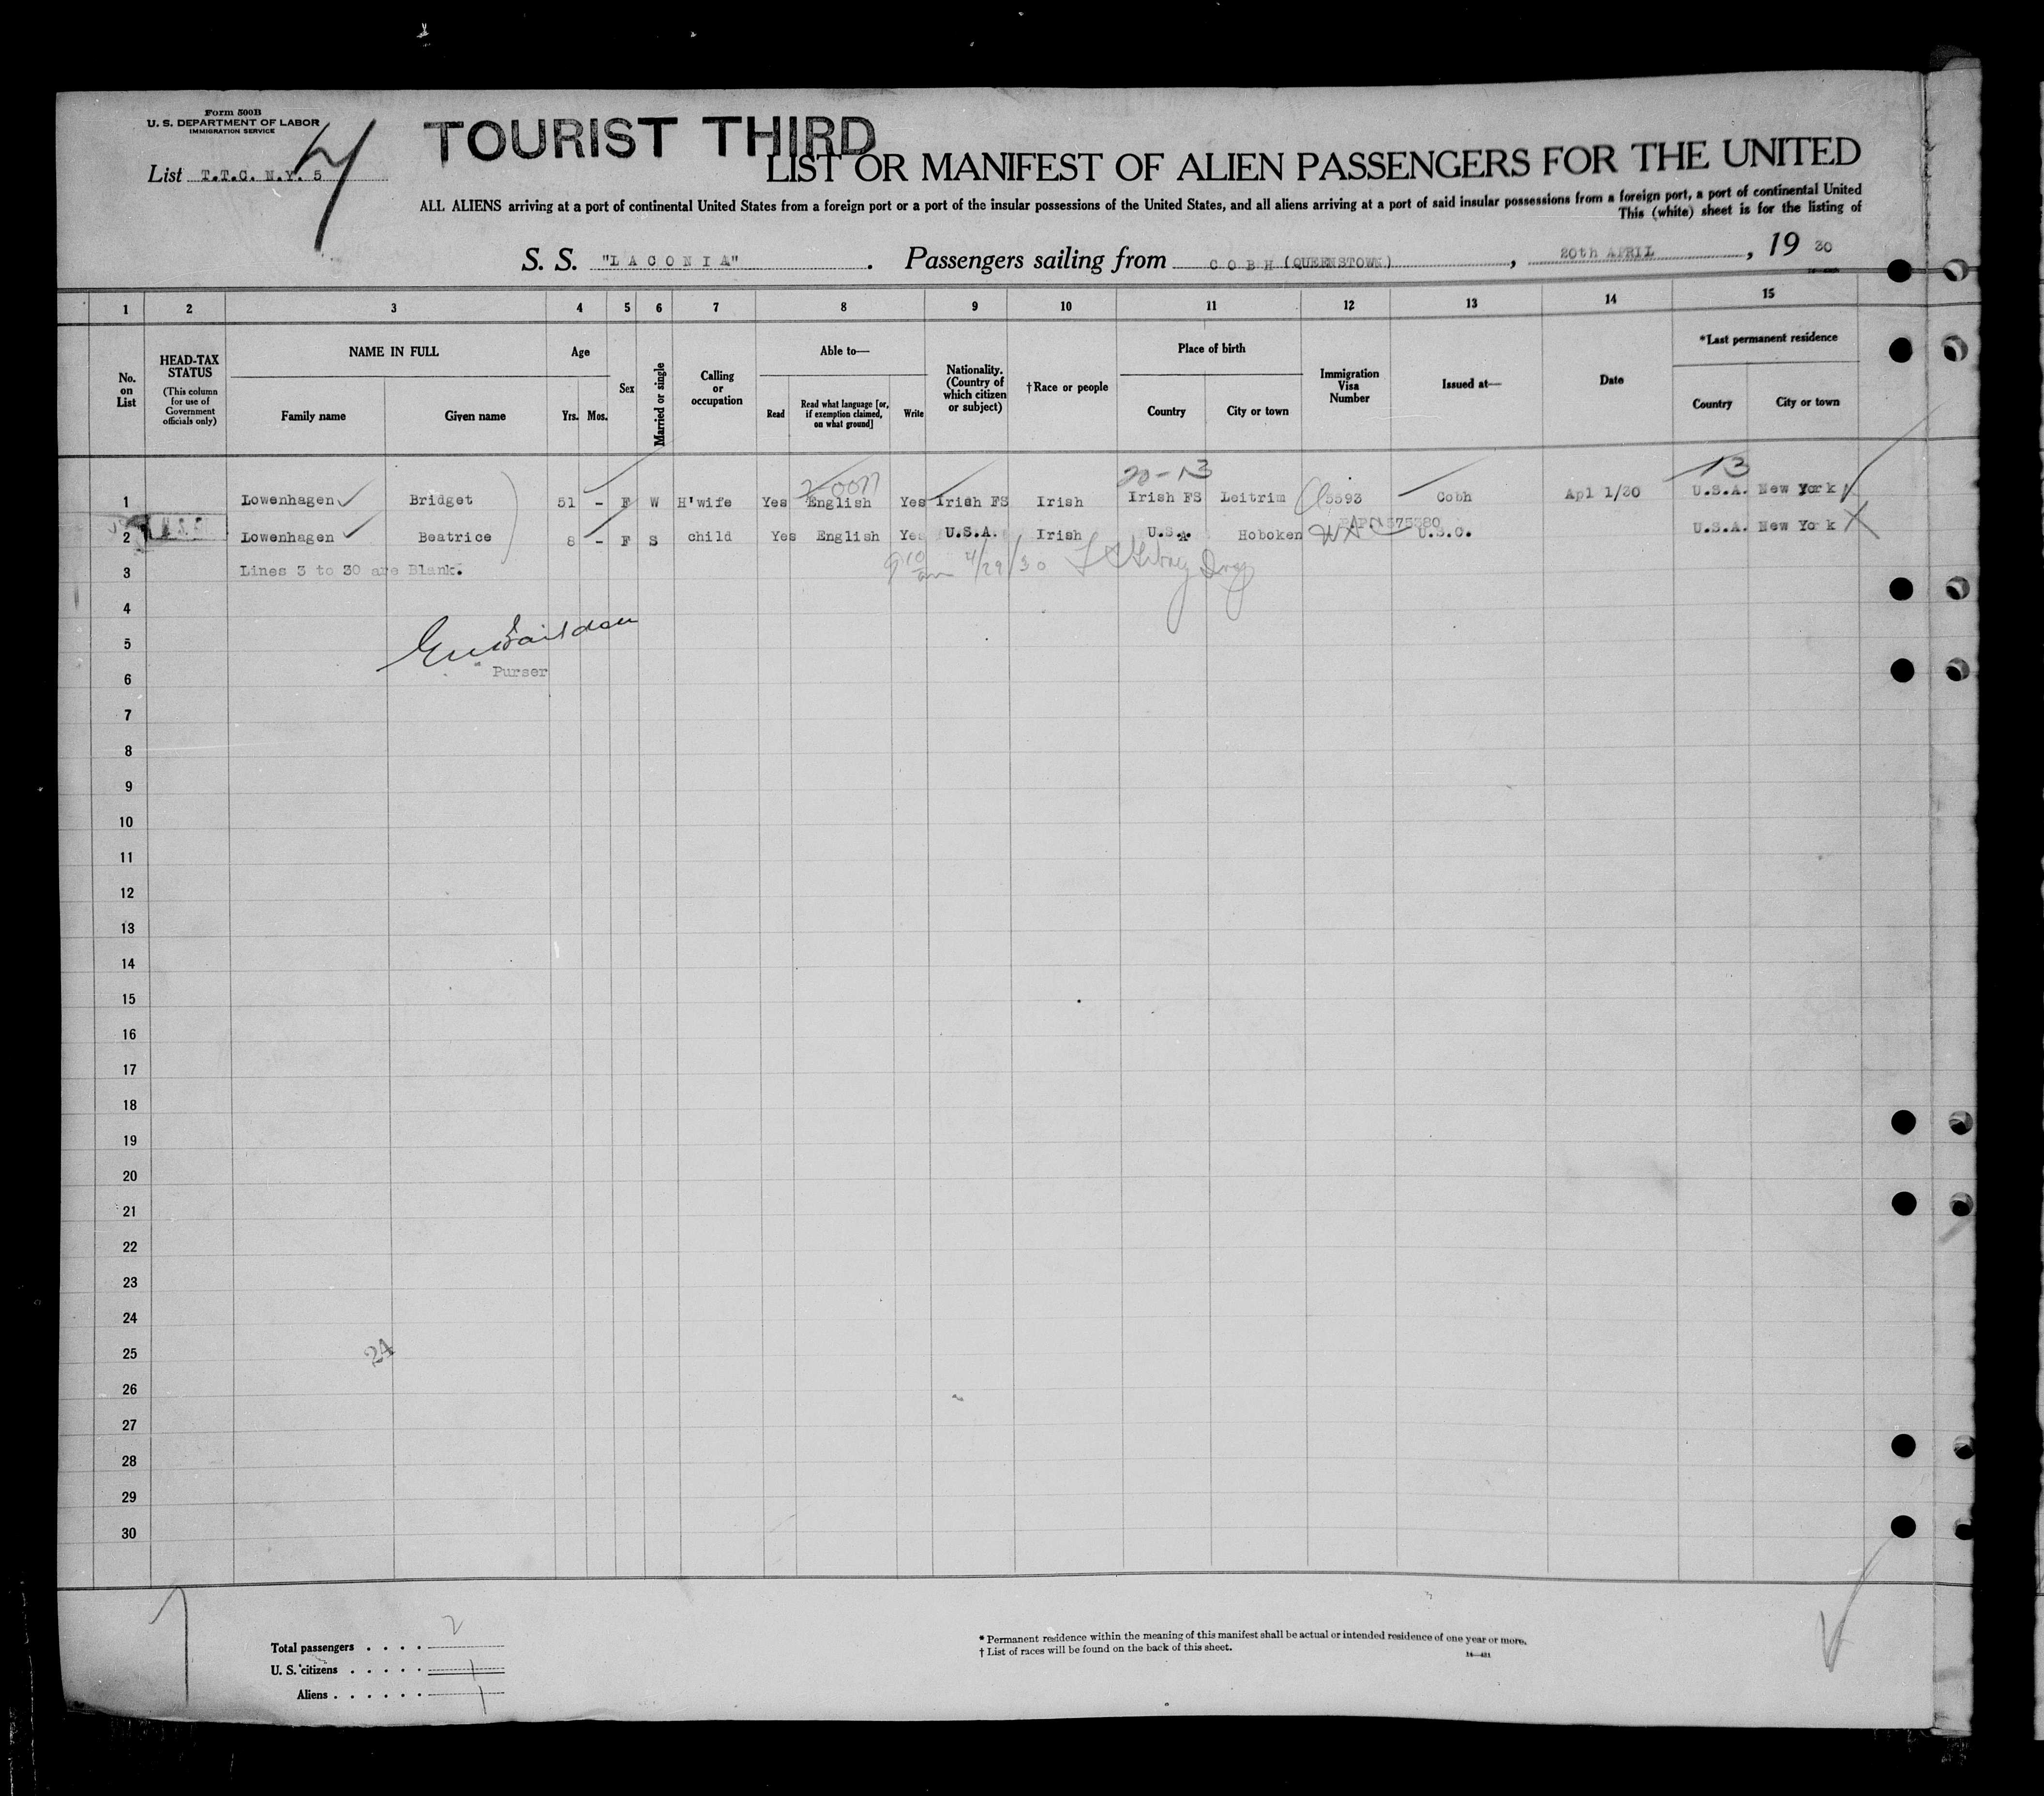 Form 500B
U. S. DEPARTMENT OF LABOR
IMMIGRATION SERVICE
List T.T.C. N.Y. 5
4
TOURIST THIRD
LIST OR MANIFEST OF ALIEN PASSENGERS FOR THE UNITED
ALL ALIENS arriving at a port of continental United States from a foreign port or a port of the insular possessions of the United States, and all aliens arriving at a port of said insular possessions from a foreign port, a port of continental United
This (white) sheet is for the listing of
S. S. "LACONIA". Passengers sailing from COBH (QUEENSTOWN), 20th APRIL, 19 30
1 2 3 4 5 6 7 8 9 10 11 12 13 14 15
No. on List
HEAD-TAX STATUS (This column for use of Government officials only)
NAME IN FULL Family name Given name
Age Yrs. Mos.
Sex
Married or single
Calling or occupation
Able to— Read Read what language [or, if exemption claimed, on what ground] Write
Nationality. (Country of which citizen or subject)
†Race or people
Place of birth Country City or town
Immigration Visa Number
Issued at—
Date
*Last permanent residence Country City or town
20-13 13
1 Lowenhagen Bridget 51 - F W H'wife Yes English Yes Irish FS Irish Irish FS Leitrim 3593 Cobh Apl 1/30 U.S.A. New York
2 Lowenhagen Beatrice 8 - F S child Yes English Yes U.S.A. Irish U.S.A. Hoboken U.S.C. U.S.A. New Yo k
3 Lines 3 to 30 are Blank. 4/29/30
4
5
Purser
6
7
8
9
10
11
12
13
14
15
16
17
18
19
20
21
22
23
24
24
25
26
27
28
29
30
Total passengers . . . . 2
U. S. citizens . . . . . 1
Aliens . . . . . . 1
* Permanent residence within the meaning of this manifest shall be actual or intended residence of one year or more.
† List of races will be found on the back of this sheet.